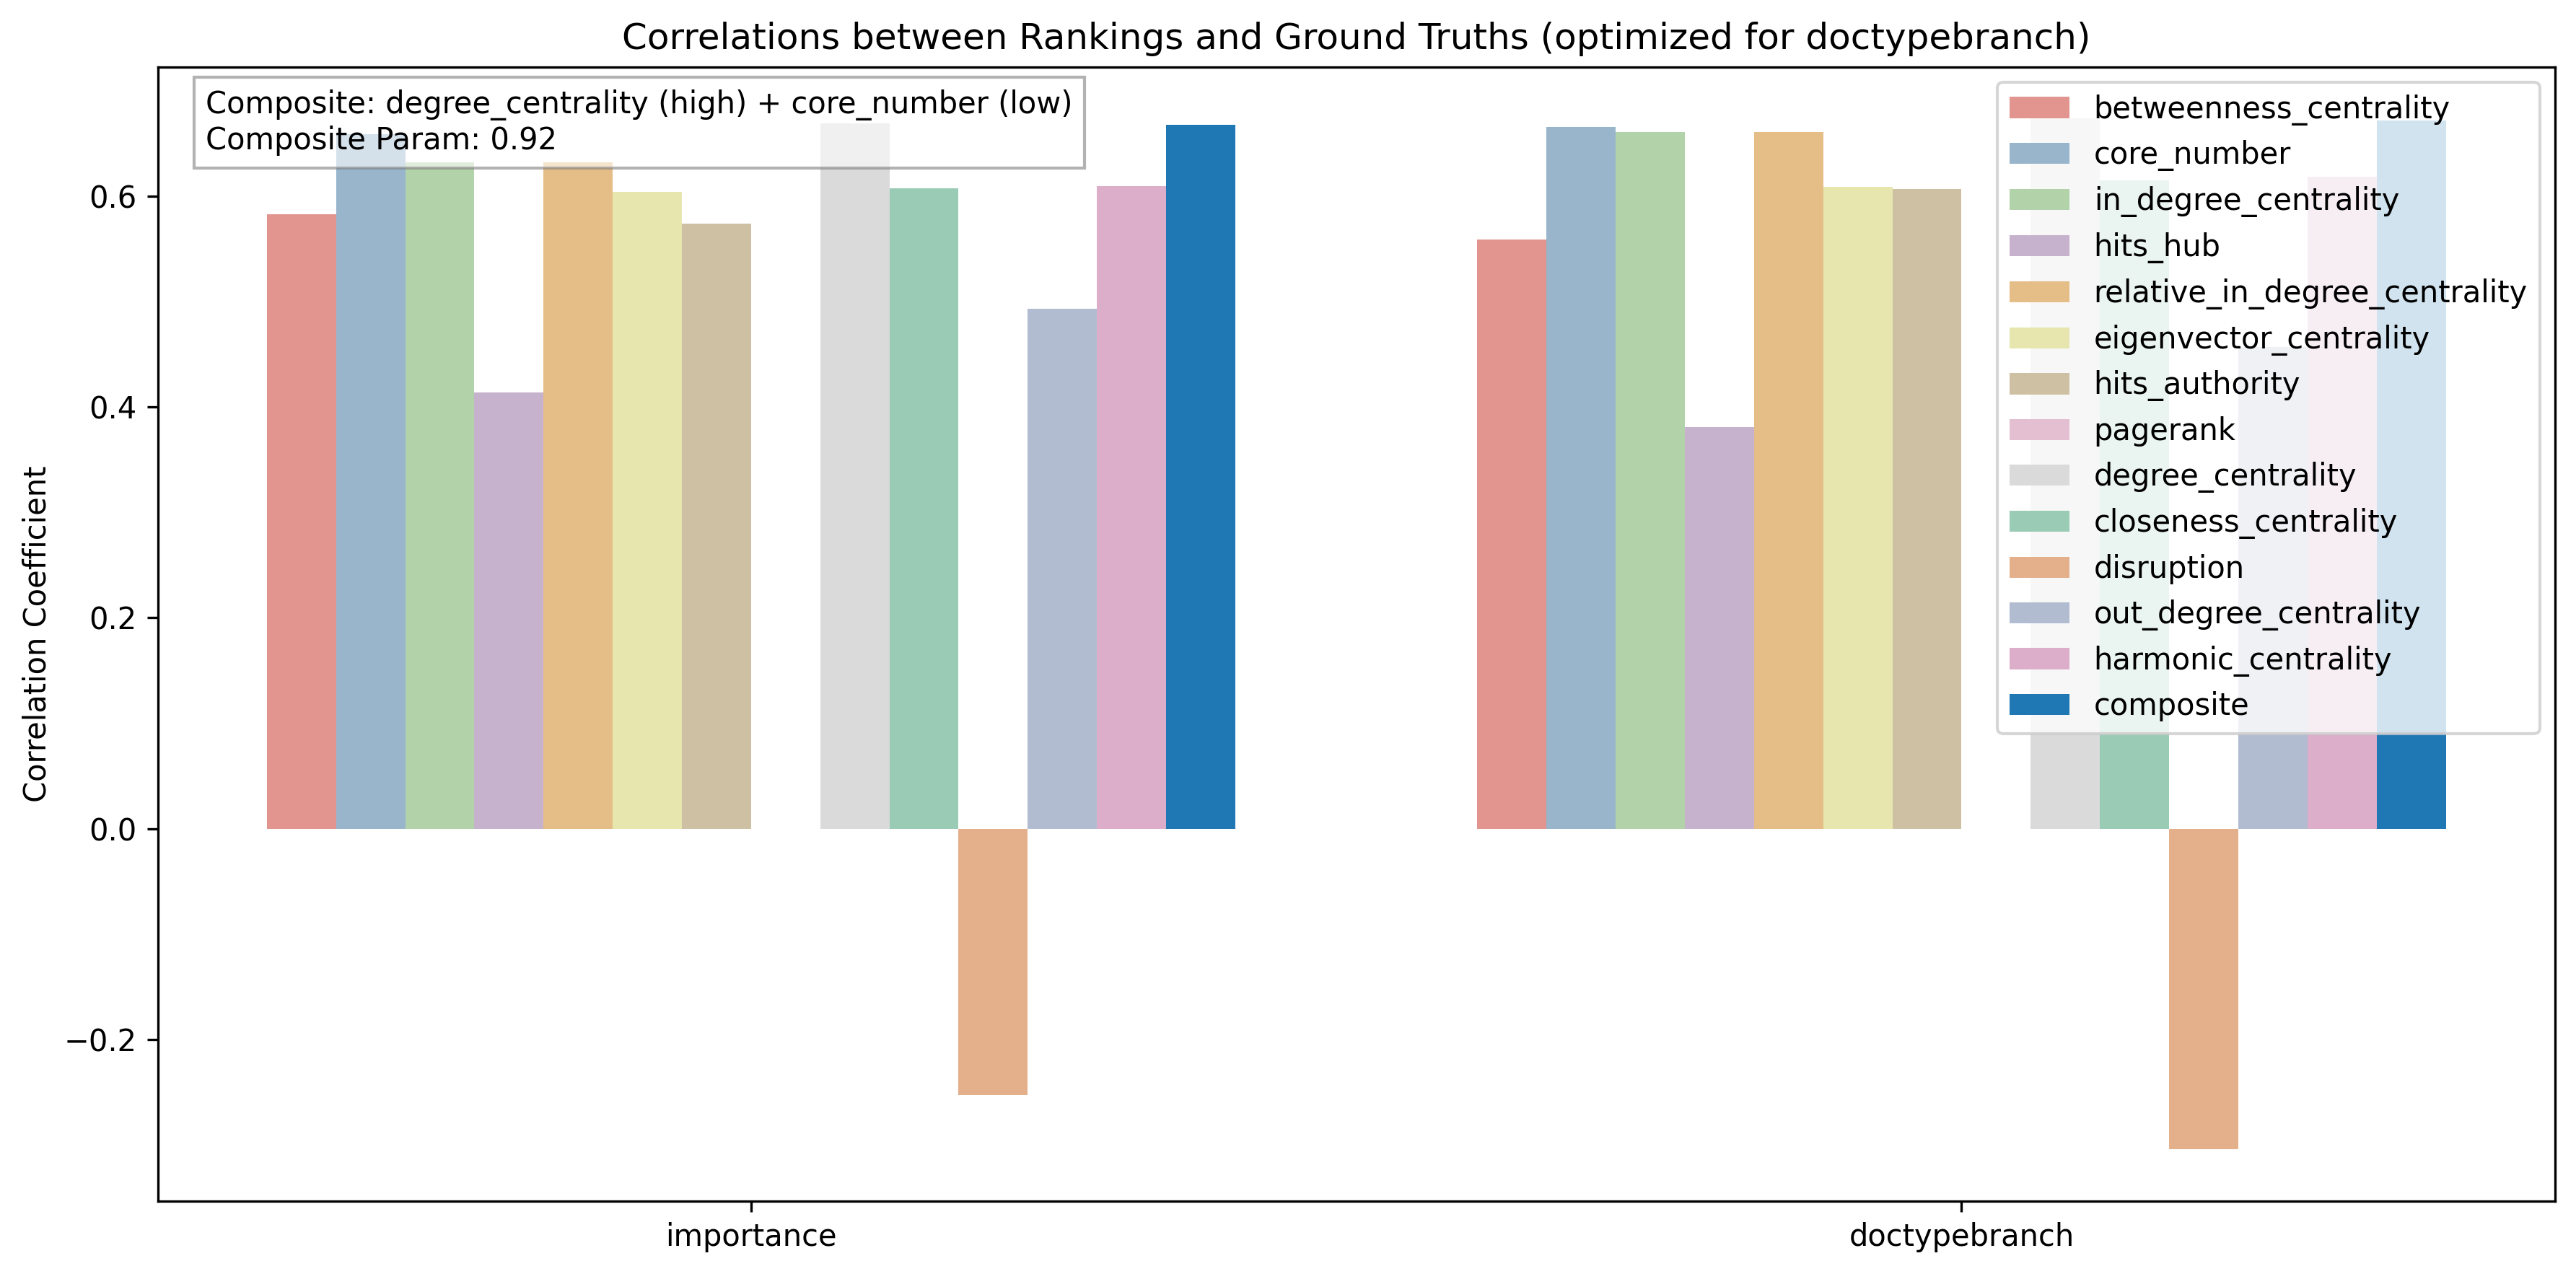 Correlations between Rankings and Ground Truths (optimized for doctypebranch)
Composite: degree_centrality (high) + core_number (low)
Composite Param: 0.92
betweenness_centrality
core_number
in_degree_centrality
hits_hub
relative_in_degree_centrality
eigenvector_centrality
hits_authority
pagerank
degree_centrality
closeness_centrality
disruption
out_degree_centrality
harmonic_centrality
composite
Correlation Coefficient
0.6
0.4
0.2
0.0
−0.2
importance
doctypebranch